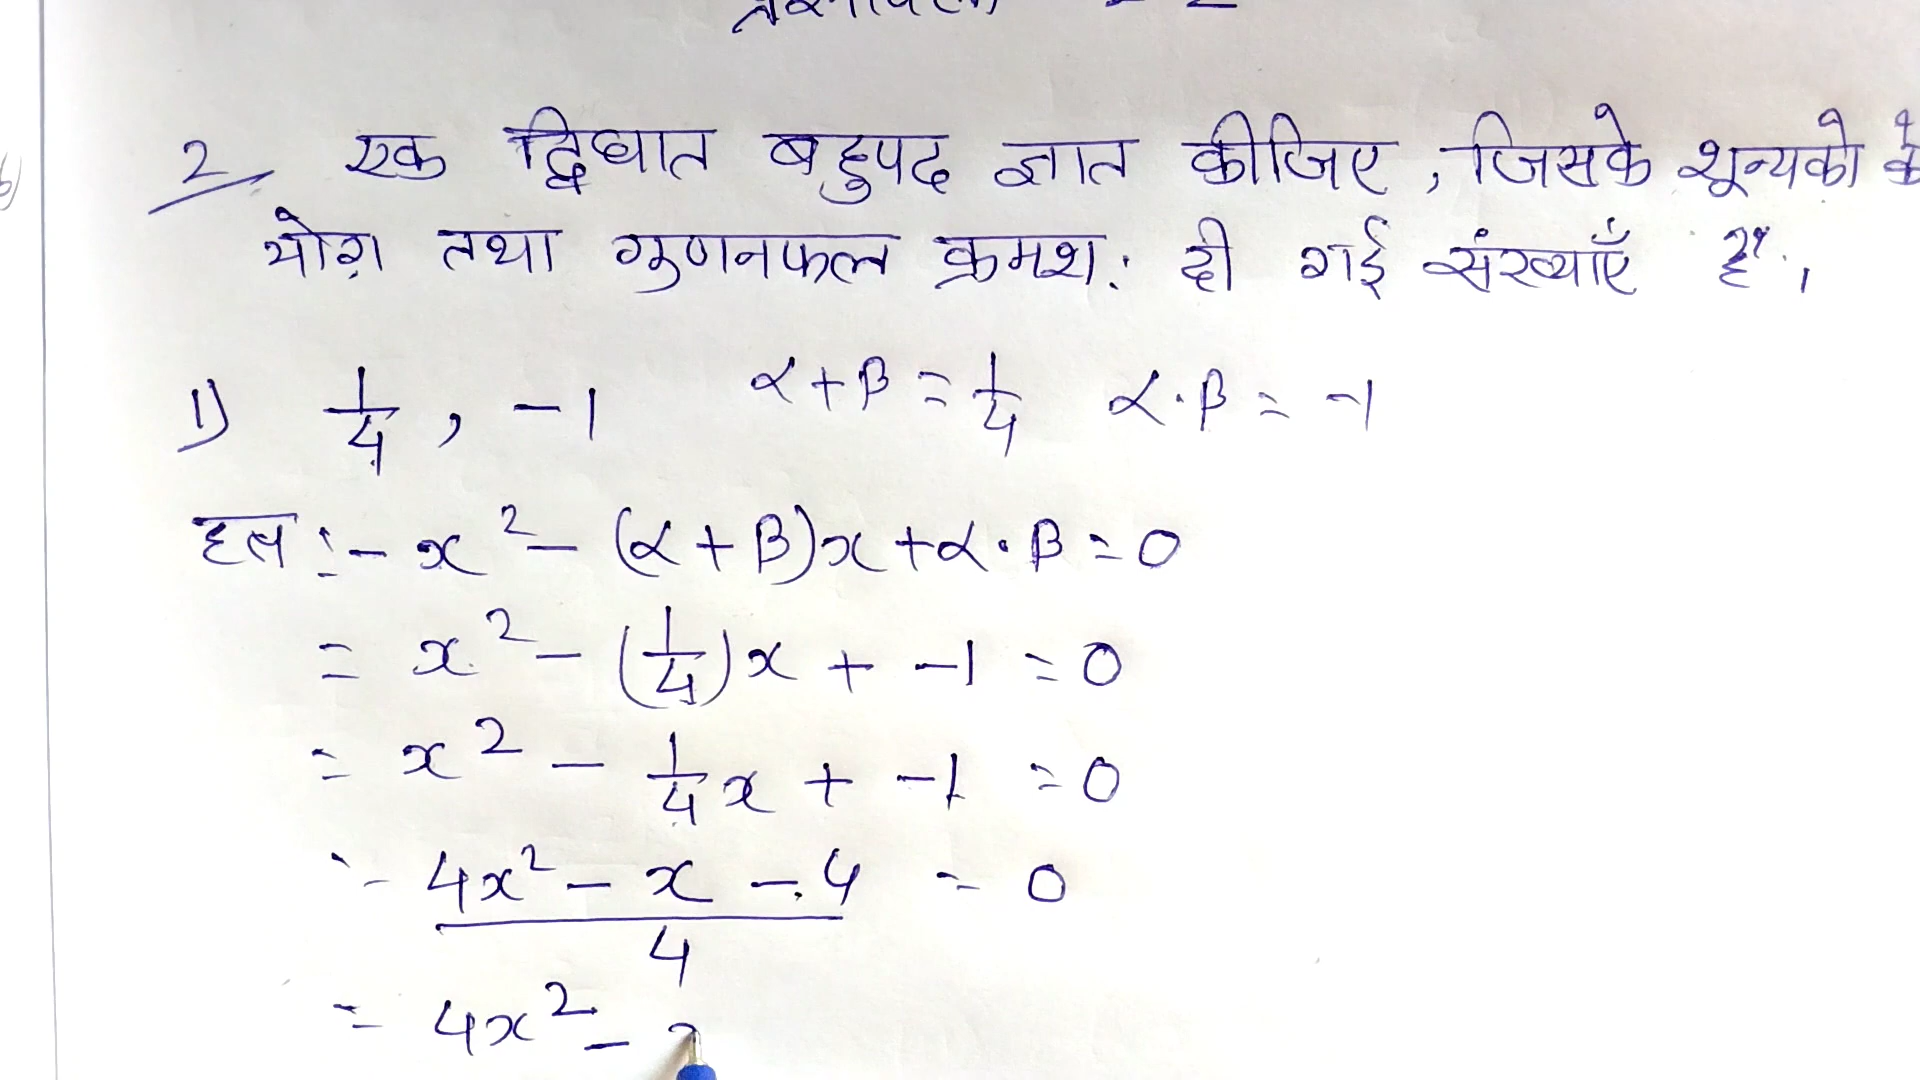 2 एक द्विघात बहुपद ज्ञात कीजिए, जिसके शून्यको के
योग तथा गुणनफल क्रमश: दी गई संख्याएँ हैं।
1) 1/4, -1 α+β = 1/4 α·β = -1
हल :- x² - (α+β)x + α·β = 0
= x² - (1/4)x + -1 = 0
= x² - 1/4 x + -1 = 0
= 4x² - x - 4 / 4 = 0
= 4x² -